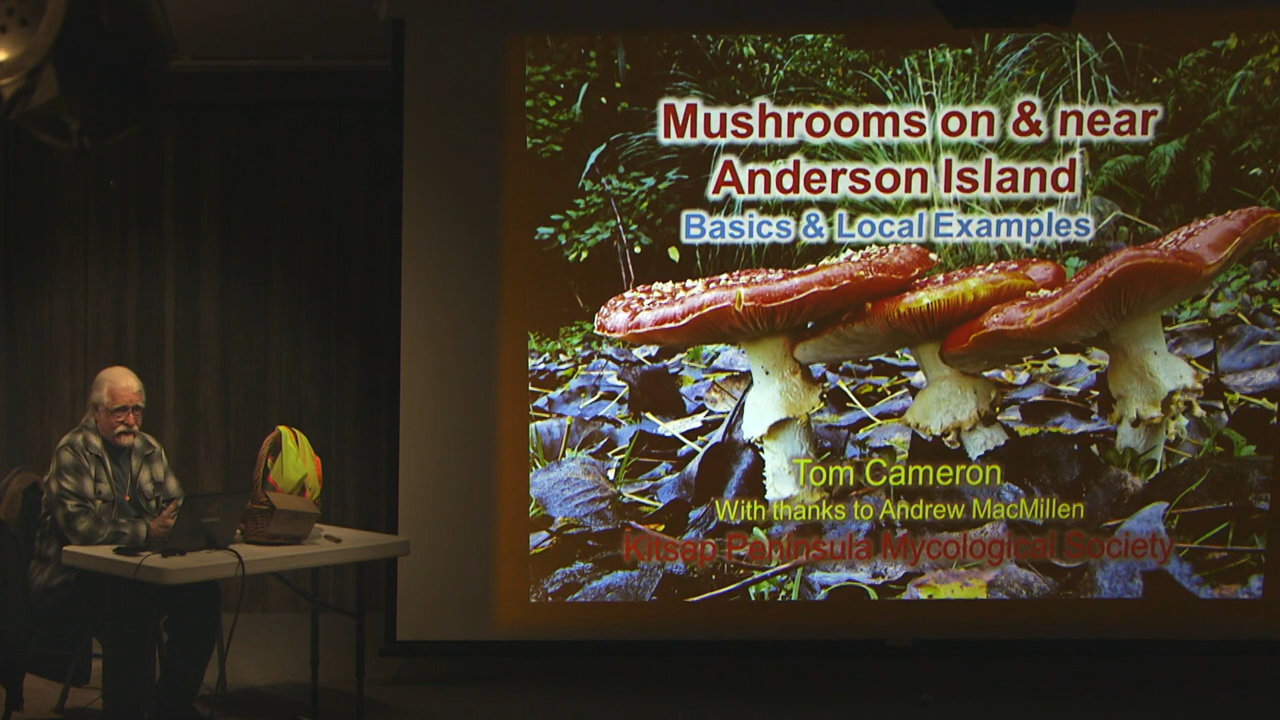 Mushrooms on & near
Anderson Island
Basics & Local Examples
Tom Cameron
With thanks to Andrew MacMillen
Kitsap Peninsula Mycological Society